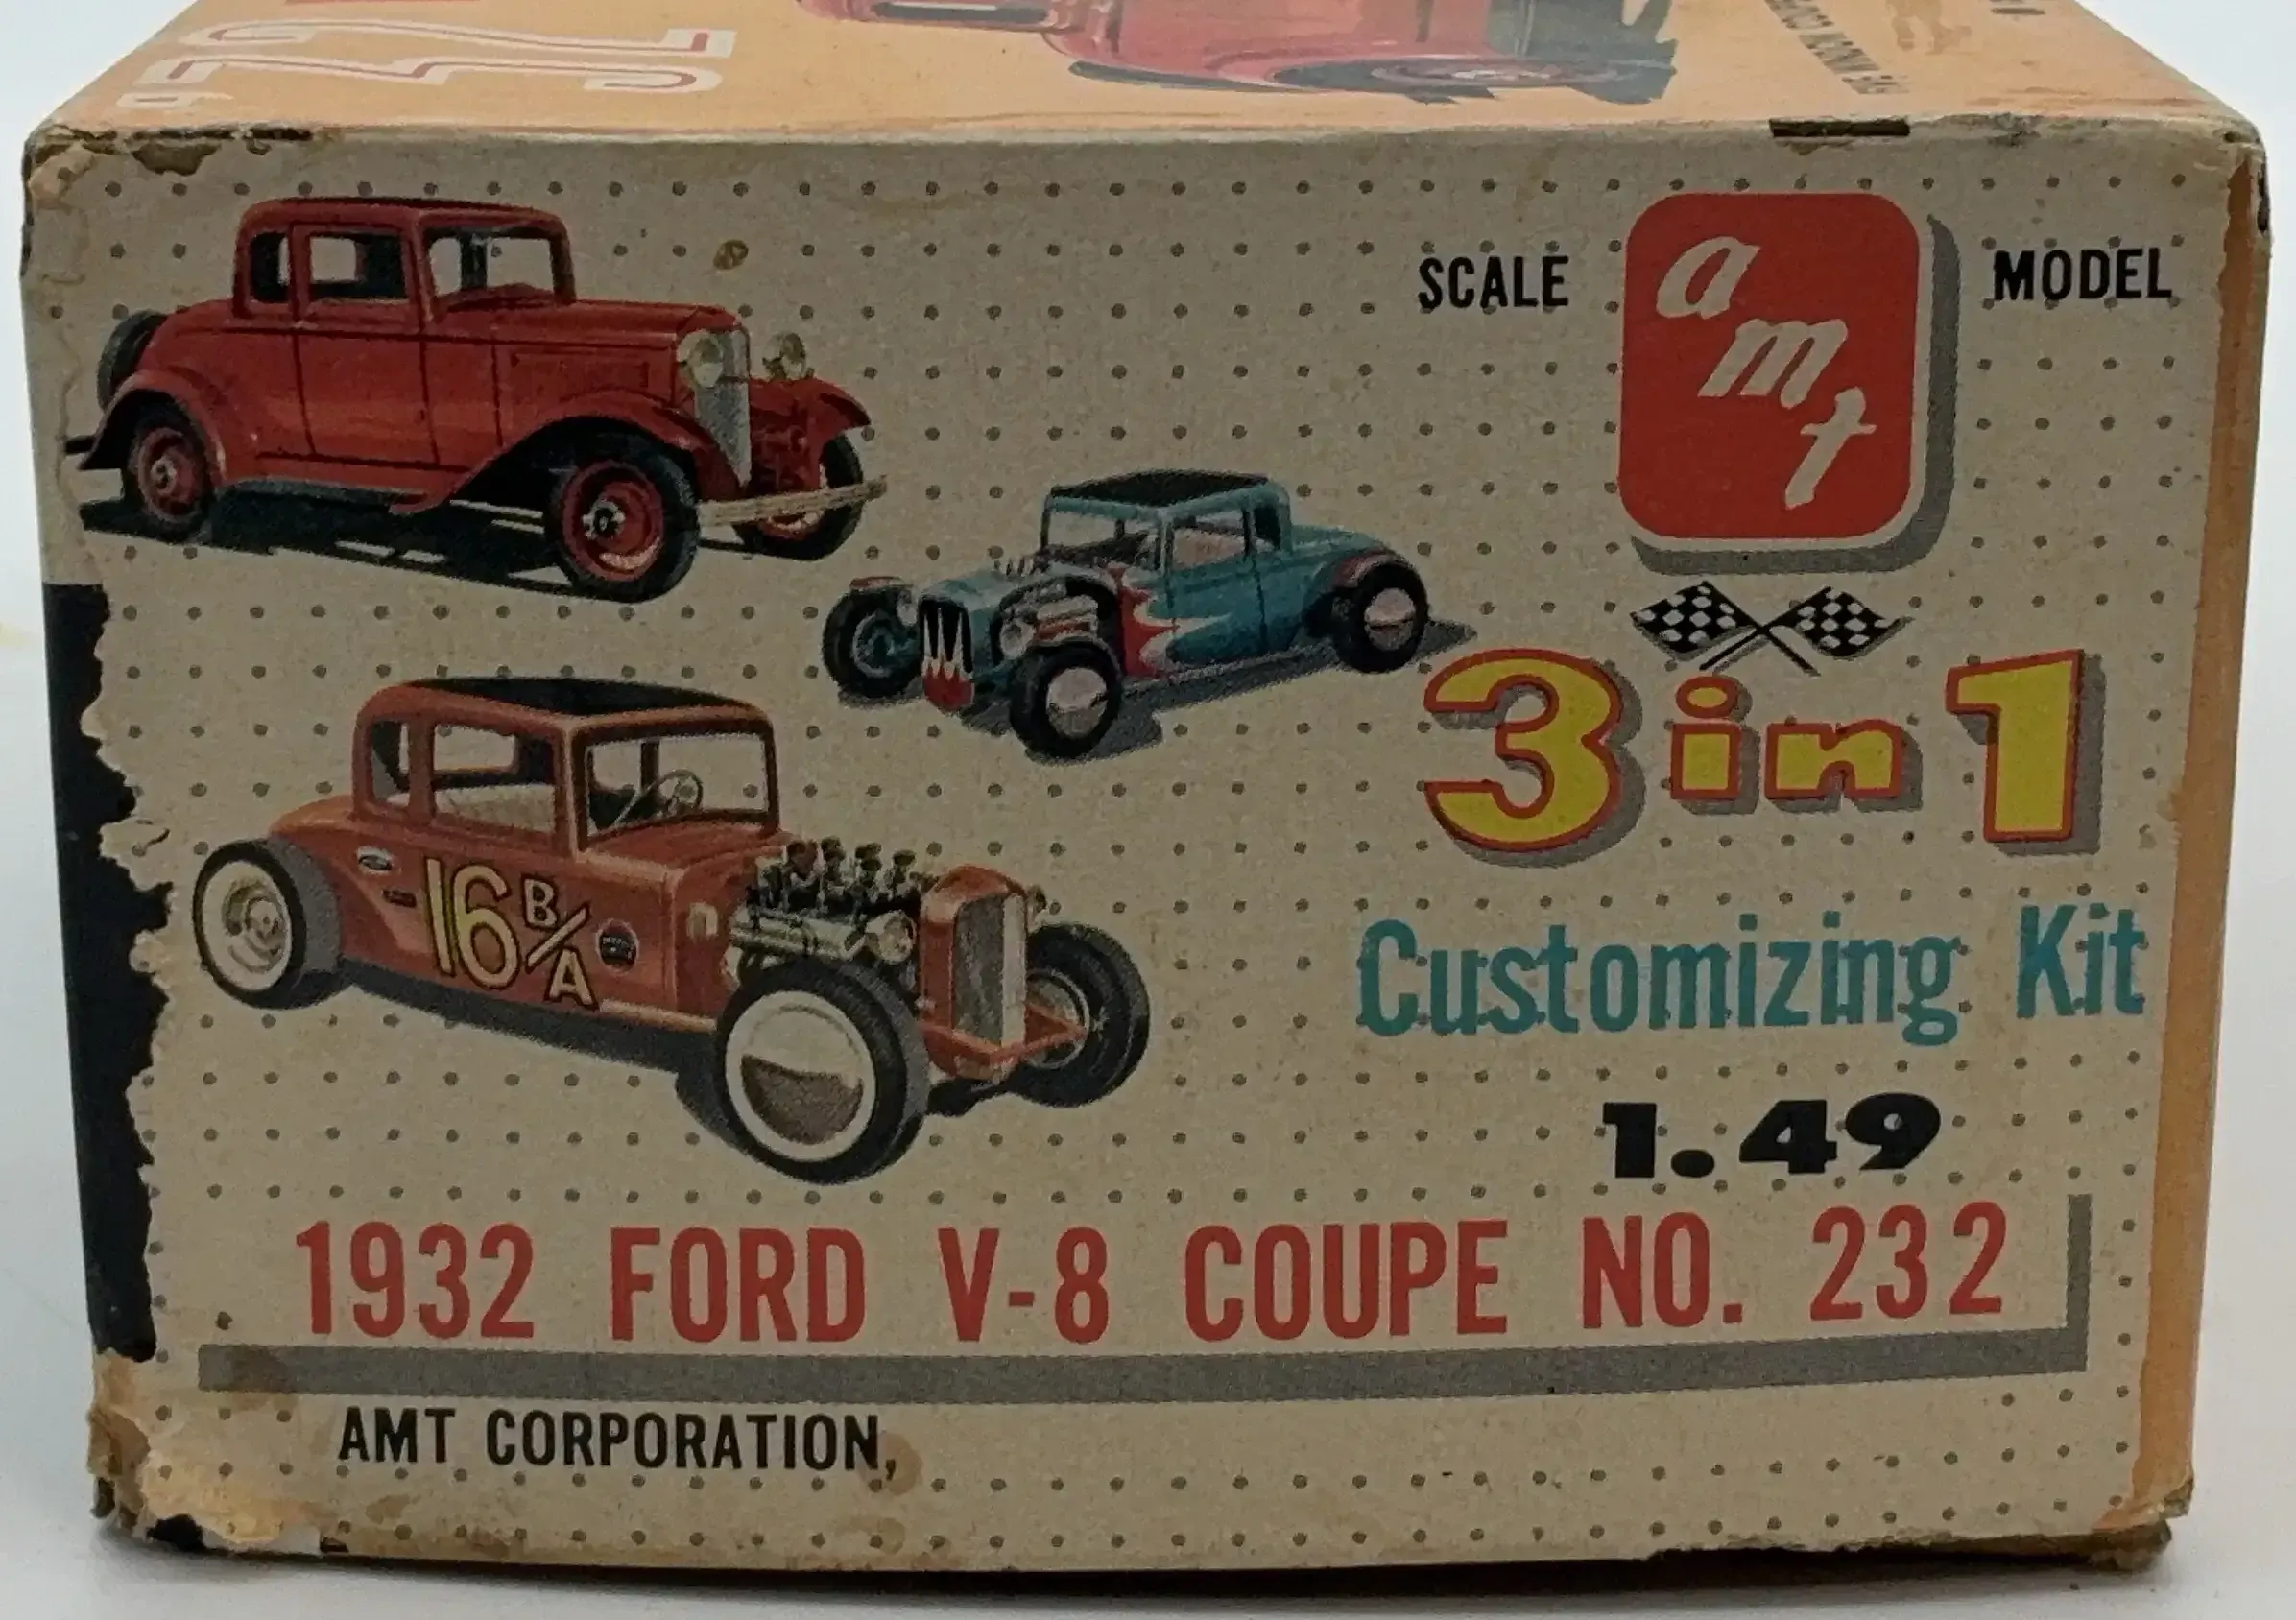 SCALE amt MODEL
3 in 1
Customizing Kit
16 B/A
1.49
1932 FORD V-8 COUPE NO. 232
AMT CORPORATION,